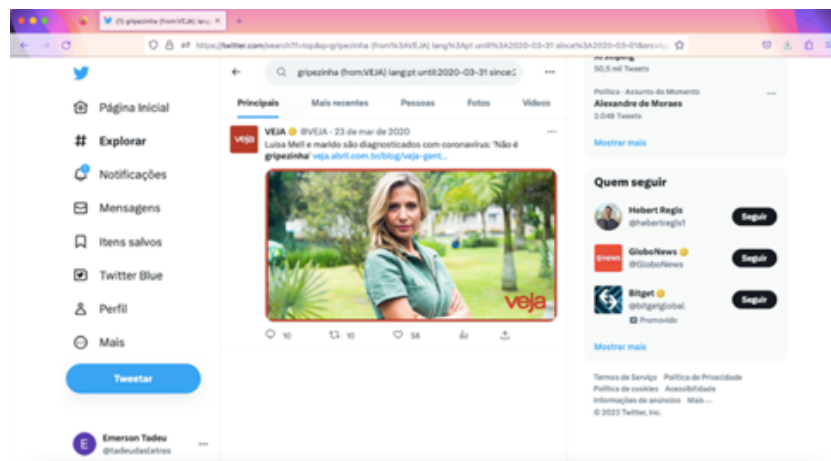 (1) gripezinha (from:VEJA) lang:
https://twitter.com/search?f=top&q=gripezinha (from%3AVEJA) lang%3Apt until%3A2020-03-31 since%3A2020-03-01&src=ty
Página Inicial
Explorar
Notificações
Mensagens
Itens salvos
Twitter Blue
Perfil
Mais
Tweetar
Emerson Tadeu
@tadeudasletras
gripezinha (from:VEJA) lang:pt until:2020-03-31 since:2
Principais Mais recentes Pessoas Fotos Vídeos
veja
VEJA @VEJA · 23 de mar de 2020
Luisa Mell e marido são diagnosticados com coronavírus: 'Não é
gripezinha' veja.abril.com.br/blog/veja-gent...
veja
10 10 58
50,5 mil Tweets
Política · Assunto do Momento
Alexandre de Moraes
2.048 Tweets
Mostrar mais
Quem seguir
Hebert Regis
@hebertregis1
Seguir
GloboNews
@GloboNews
Seguir
Bitget
@bitgetglobal
Seguir
Promovido
Mostrar mais
Termos de Serviço Política de Privacidade
Política de cookies Acessibilidade
Informações de anúncios Mais ...
© 2023 Twitter, Inc.